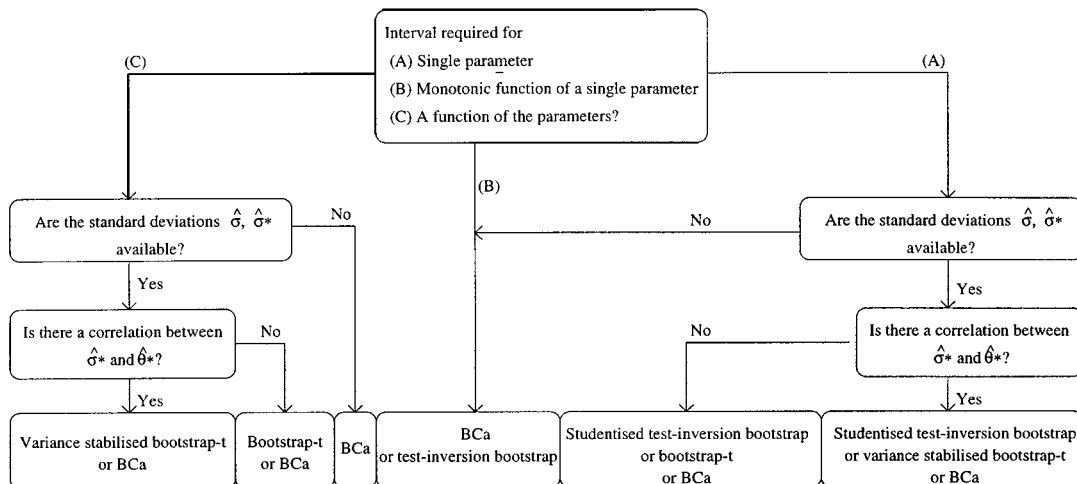 Interval required for
(A) Single parameter
(B) Monotonic function of a single parameter
(C) A function of the parameters?
(C)
(A)
(B)
Are the standard deviations σ̂, σ̂*
available?
No
Yes
Is there a correlation between
σ̂* and θ̂*?
No
Yes
Are the standard deviations σ̂, σ̂*
available?
No
Yes
Is there a correlation between
σ̂* and θ̂*?
No
Yes
Variance stabilised bootstrap-t
or BCa
Bootstrap-t
or BCa
BCa
BCa
or test-inversion bootstrap
Studentised test-inversion bootstrap
or bootstrap-t
or BCa
Studentised test-inversion bootstrap
or variance stabilised bootstrap-t
or BCa